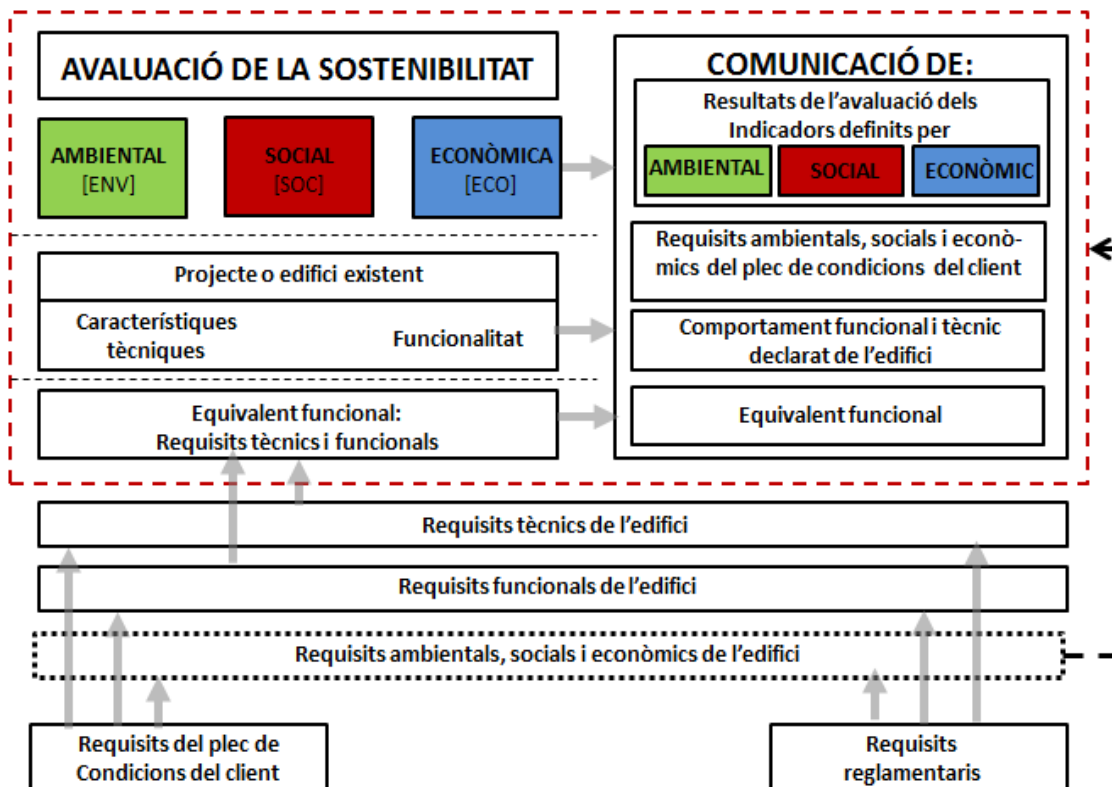 AVALUACIÓ DE LA SOSTENIBILITAT
AMBIENTAL
[ENV]
SOCIAL
[SOC]
ECONÒMICA
[ECO]
Projecte o edifici existent
Característiques
tècniques
Funcionalitat
Equivalent funcional:
Requisits tècnics i funcionals
COMUNICACIÓ DE:
Resultats de l’avaluació dels
Indicadors definits per
AMBIENTAL
SOCIAL
ECONÒMIC
Requisits ambientals, socials i econò-
mics del plec de condicions del client
Comportament funcional i tècnic
declarat de l’edifici
Equivalent funcional
Requisits tècnics de l’edifici
Requisits funcionals de l’edifici
Requisits ambientals, socials i econòmics de l’edifici
Requisits del plec de
Condicions del client
Requisits
reglamentaris